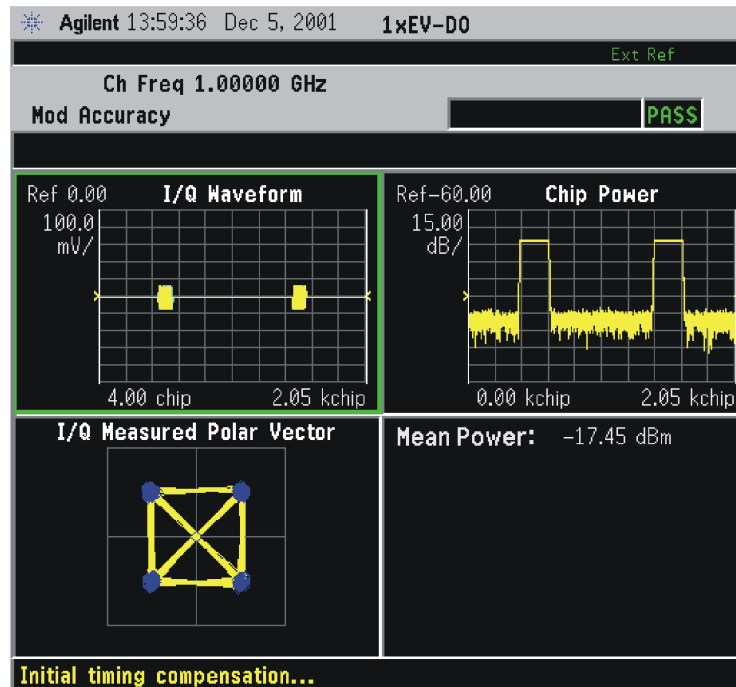 Agilent 13:59:36 Dec 5, 2001 1xEV-DO
Ext Ref
Ch Freq 1.00000 GHz
Mod Accuracy
PASS
Ref 0.00 I/Q Waveform
100.0
mV/
4.00 chip 2.05 kchip
Ref-60.00 Chip Power
15.00
dB/
0.00 kchip 2.05 kchip
I/Q Measured Polar Vector
Mean Power: -17.45 dBm
Initial timing compensation...